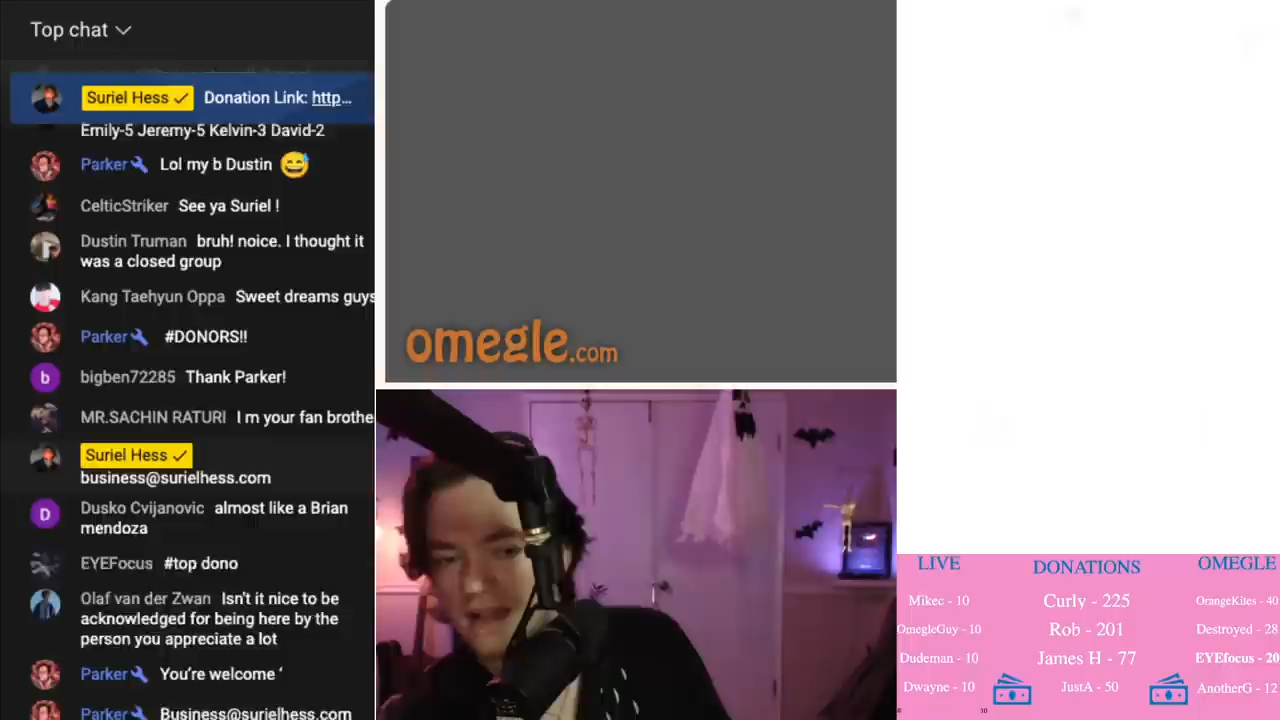 Top chat
Suriel Hess Donation Link: http...
Emily-5 Jeremy-5 Kelvin-3 David-2
Parker Lol my b Dustin
CelticStriker See ya Suriel !
Dustin Truman bruh! noice. I thought it
was a closed group
Kang Taehyun Oppa Sweet dreams guys
Parker #DONORS!!
bigben72285 Thank Parker!
b
MR.SACHIN RATURI I m your fan brothe
Suriel Hess
business@surielhess.com
Dusko Cvijanovic almost like a Brian
mendoza
D
EYEFocus #top dono
Olaf van der Zwan Isn't it nice to be
acknowledged for being here by the
person you appreciate a lot
Parker You're welcome ‘
Parker Business@surielhess.com
omegle.com
LIVE
Mikec - 10
OmegleGuy - 10
Dudeman - 10
Dwayne - 10
DONATIONS
Curly - 225
Rob - 201
James H - 77
JustA - 50
OMEGLE
OrangeKites - 40
Destroyed - 28
EYEfocus - 20
AnotherG - 12